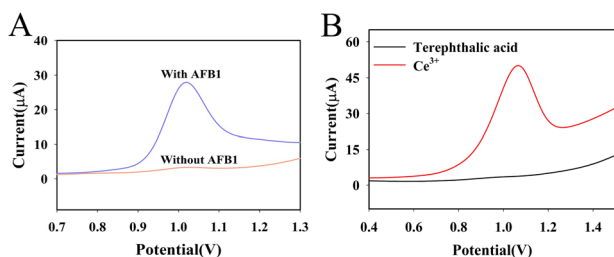 A
40
30
20
10
0
Current(μA)
With AFB1
Without AFB1
0.7 0.8 0.9 1.0 1.1 1.2 1.3
Potential(V)
B
60
45
30
15
0
Current(μA)
Terephthalic acid
Ce³⁺
0.4 0.6 0.8 1.0 1.2 1.4
Potential(V)